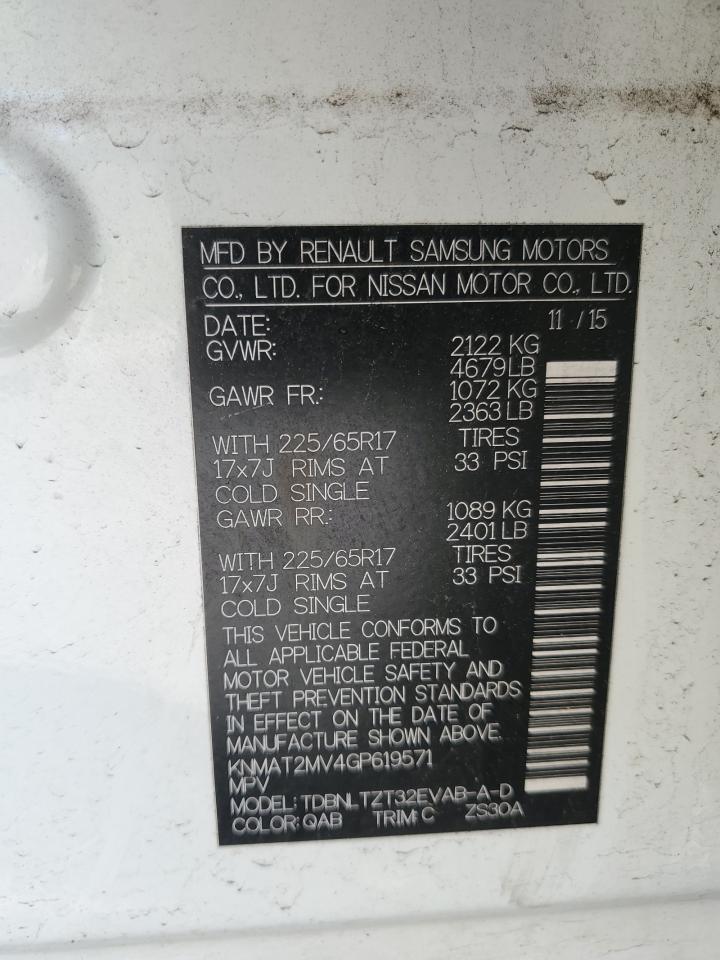 MFD BY RENAULT SAMSUNG MOTORS
CO., LTD. FOR NISSAN MOTOR CO., LTD.
DATE: 11 /15
GVWR: 2122 KG
4679LB
GAWR FR.: 1072 KG
2363 LB
WITH 225/65R17 TIRES
17x7J RIMS AT 33 PSI
COLD SINGLE
GAWR RR.: 1089 KG
2401LB
WITH 225/65R17 TIRES
17x7J RIMS AT 33 PSI
COLD SINGLE
THIS VEHICLE CONFORMS TO
ALL APPLICABLE FEDERAL
MOTOR VEHICLE SAFETY AND
THEFT PREVENTION STANDARDS
IN EFFECT ON THE DATE OF
MANUFACTURE SHOWN ABOVE.
KNMAT2MV4GP619571
MPV
MODEL: TDBNLTZT32EVAB-A-D
COLOR: QAB TRIM: C ZS30A